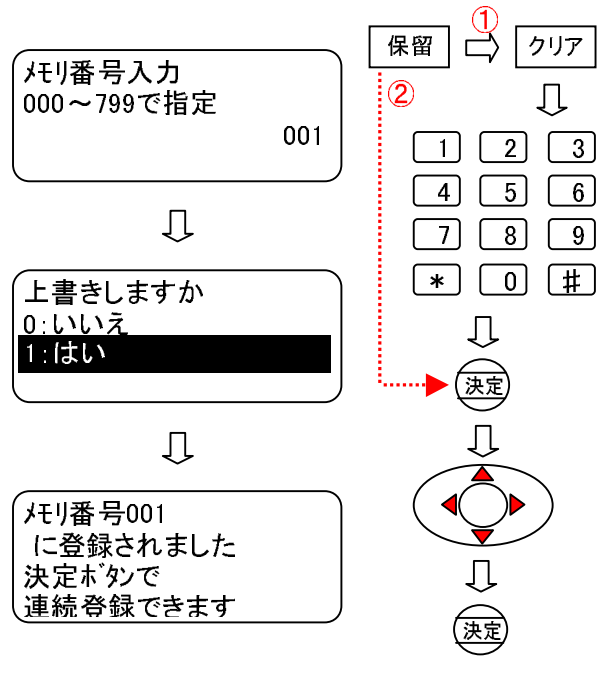 ﾒﾓﾘ番号入力
000～799で指定
001
上書きしますか
0:いいえ
1:はい
ﾒﾓﾘ番号001
に登録されました
決定ﾎﾞﾀﾝで
連続登録できます
①
保留
クリア
②
1 2 3
4 5 6
7 8 9
* 0 #
決定
決定